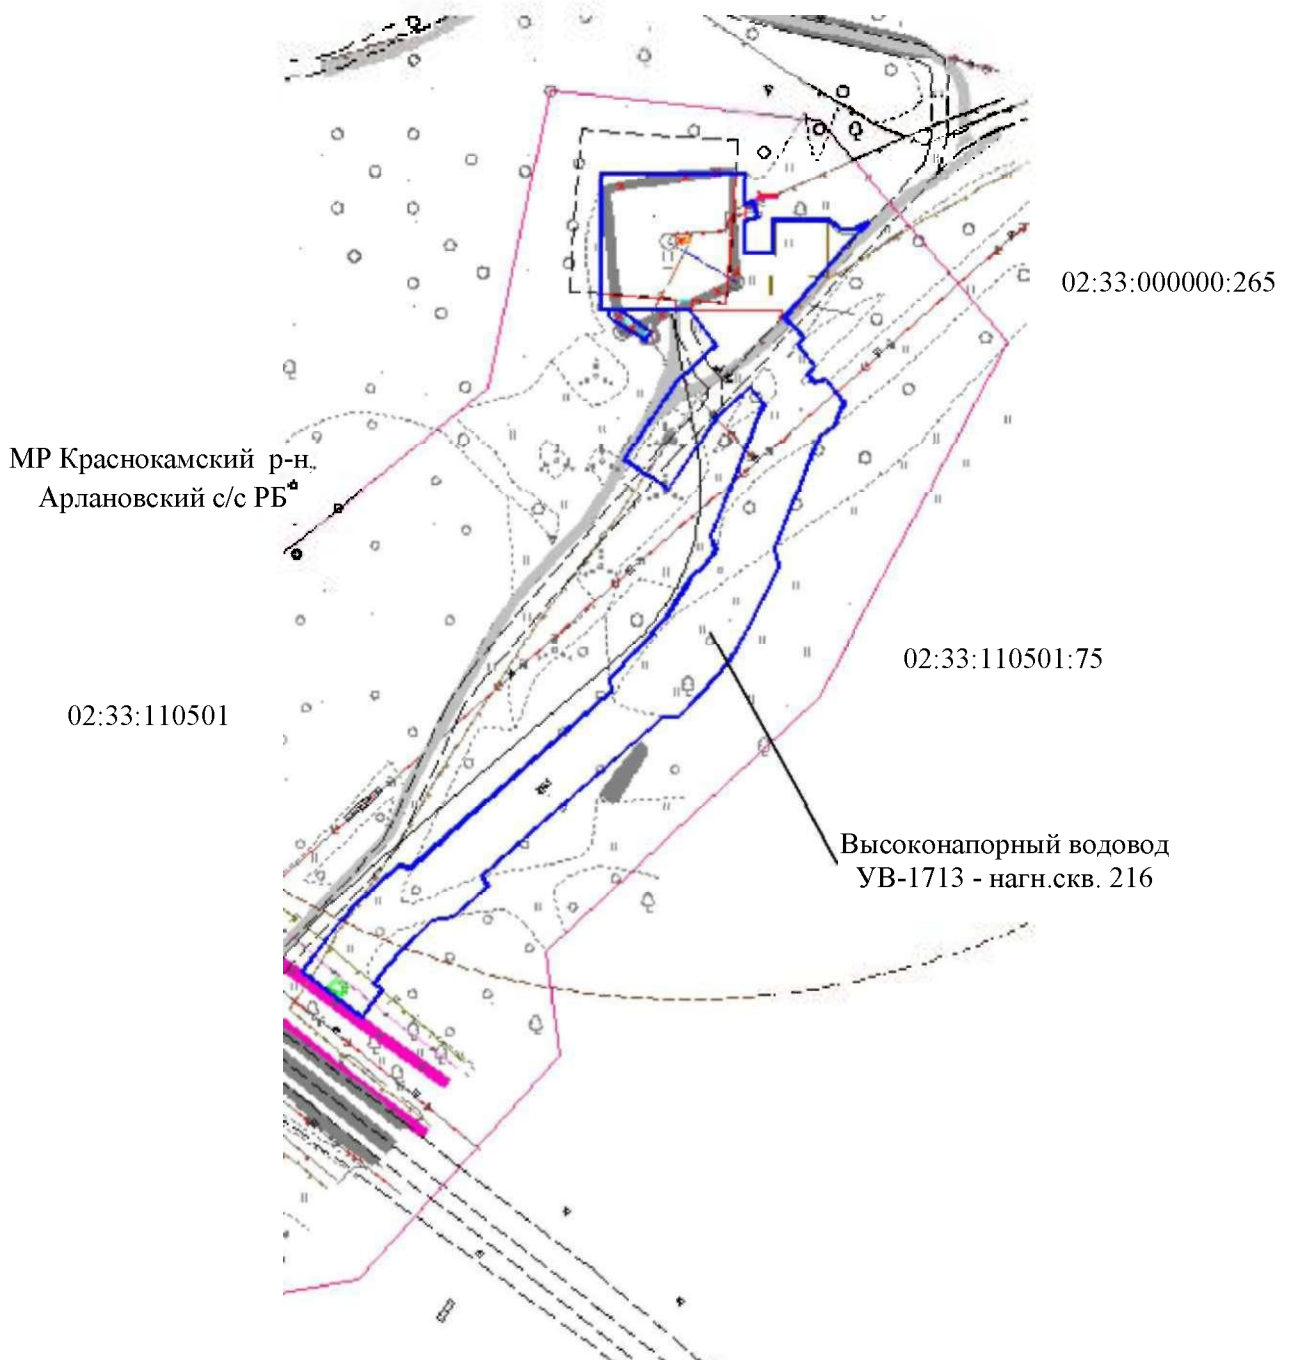 02:33:000000:265
МР Краснокамский р-н.
Арлановский с/с РБ
02:33:110501:75
02:33:110501
Высоконапорный водовод
УВ-1713 - нагн.скв. 216